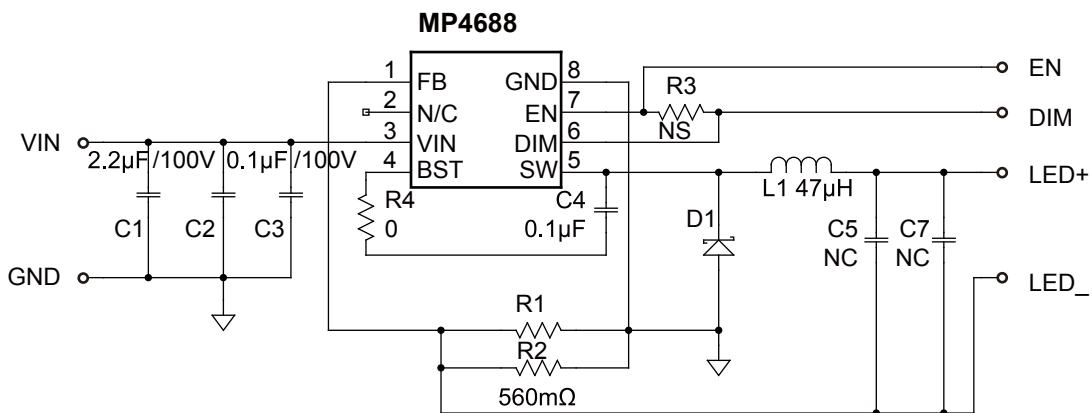 MP4688
1 FB
2 N/C
3 VIN
4 BST
8 GND
7 EN
6 DIM
5 SW
VIN
GND
2.2µF /100V
0.1µF /100V
C1
C2
C3
R4
0
C4
0.1µF
R3
NS
D1
L1 47µH
C5
NC
C7
NC
R1
R2
560mΩ
EN
DIM
LED+
LED_